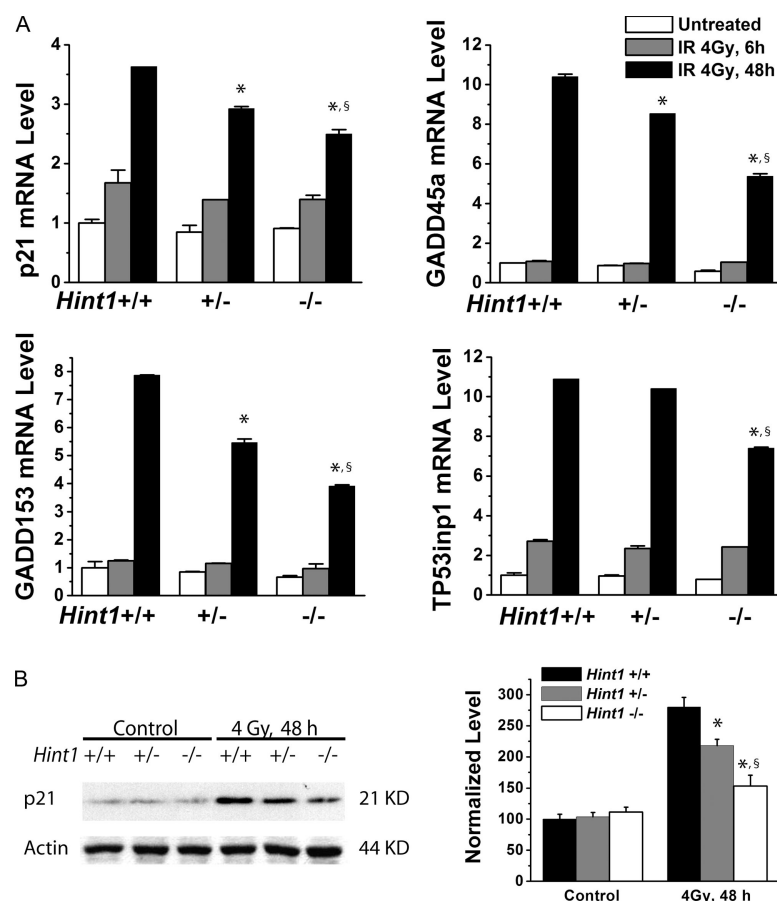 A
Untreated
IR 4Gy, 6h
IR 4Gy, 48h
p21 mRNA Level
4
3
2
1
0
*
*,§
Hint1+/+ +/- -/-
GADD45a mRNA Level
12
10
8
6
4
2
0
*
*,§
Hint1+/+ +/- -/-
GADD153 mRNA Level
8
7
6
5
4
3
2
1
0
*
*,§
Hint1+/+ +/- -/-
TP53inp1 mRNA Level
12
10
8
6
4
2
0
*,§
Hint1+/+ +/- -/-
B
Control 4 Gy, 48 h
Hint1 +/+ +/- -/- +/+ +/- -/-
p21 21 KD
Actin 44 KD
Hint1 +/+
Hint1 +/-
Hint1 -/-
Normalized Level
300
250
200
150
100
50
0
*
*,§
Control 4Gy, 48 h